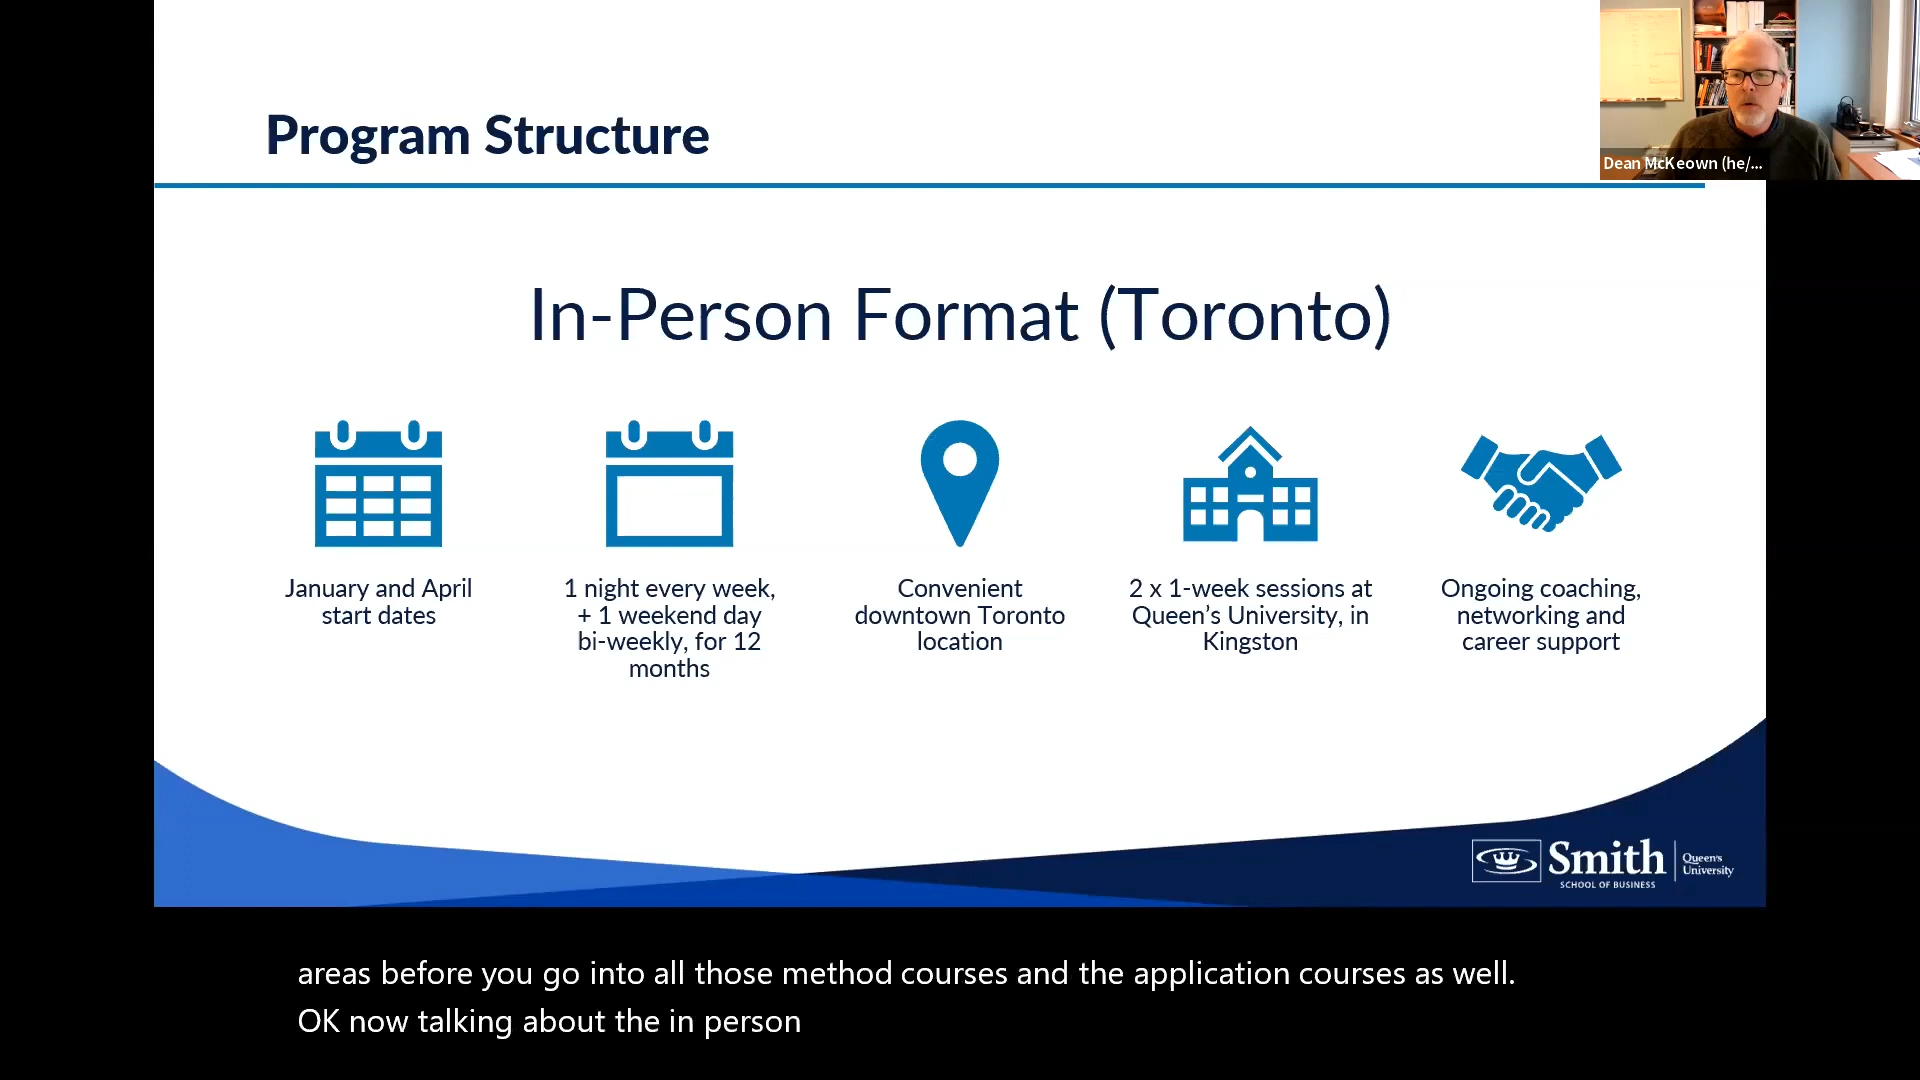 Program Structure
Dean McKeown (he/...
In-Person Format (Toronto)
January and April
start dates
1 night every week,
+ 1 weekend day
bi-weekly, for 12
months
Convenient
downtown Toronto
location
2 x 1-week sessions at
Queen's University, in
Kingston
Ongoing coaching,
networking and
career support
Smith
SCHOOL OF BUSINESS
Queen's
University
areas before you go into all those method courses and the application courses as well.
OK now talking about the in person